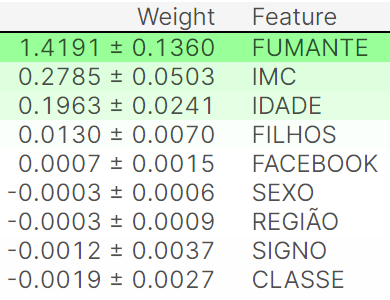 Weight Feature
1.4191 ± 0.1360 FUMANTE
0.2785 ± 0.0503 IMC
0.1963 ± 0.0241 IDADE
0.0130 ± 0.0070 FILHOS
0.0007 ± 0.0015 FACEBOOK
-0.0003 ± 0.0006 SEXO
-0.0003 ± 0.0009 REGIÃO
-0.0012 ± 0.0037 SIGNO
-0.0019 ± 0.0027 CLASSE